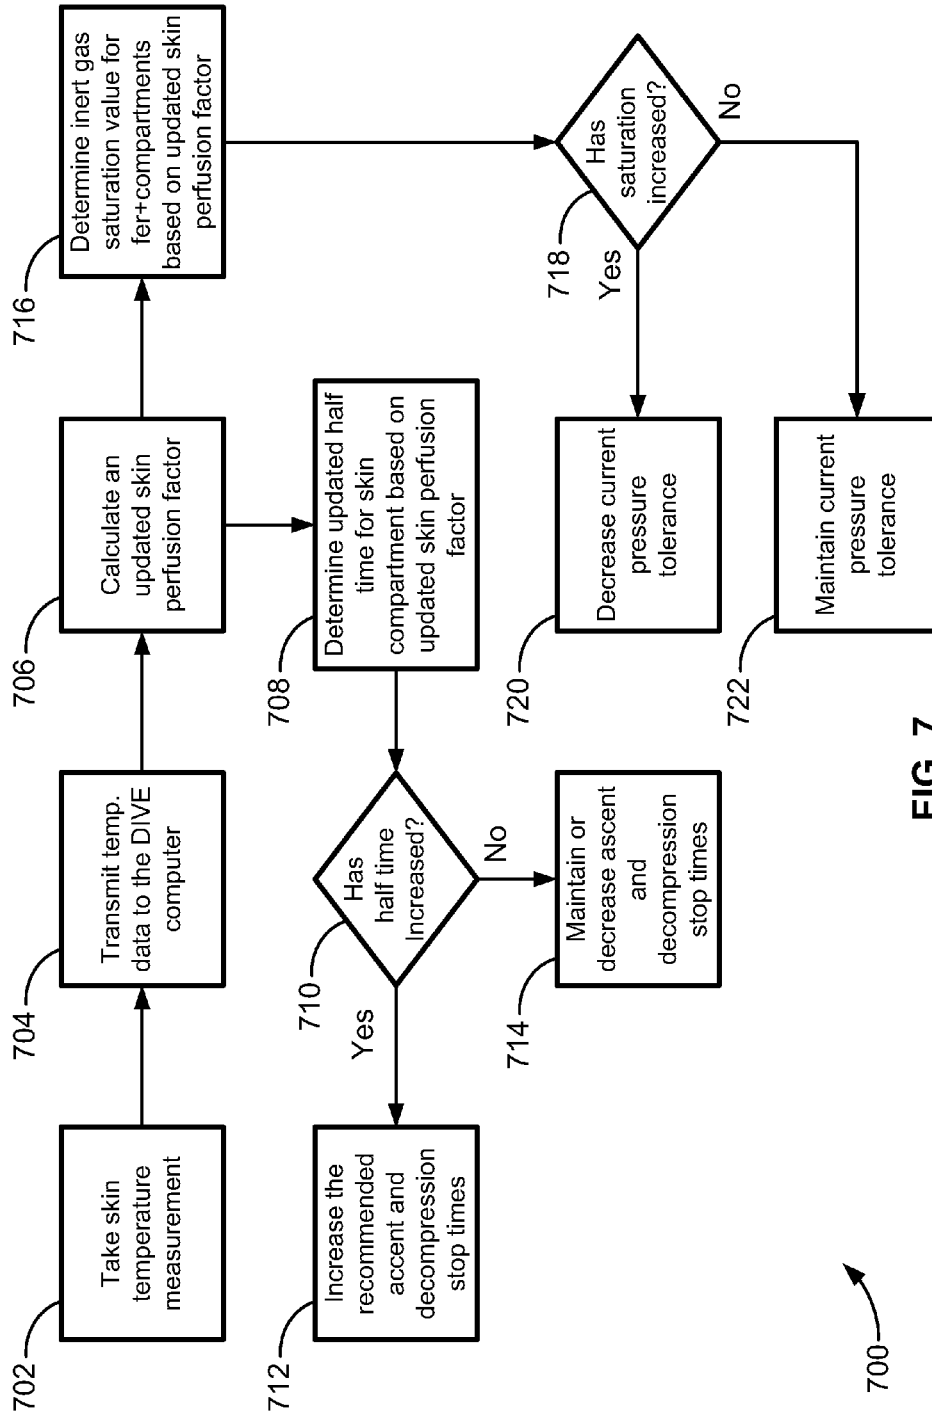 702
Take skin
temperature
measurement
704
Transmit temp.
data to the DIVE
computer
706
Calculate an
updated skin
perfusion factor
716
Determine inert gas
saturation value for
fer+compartments
based on updated skin
perfusion factor
708
Determine updated half
time for skin
compartment based on
updated skin perfusion
factor
710
Has
half time
Increased?
Yes
No
712
Increase the
recommended
accent and
decompression
stop times
714
Maintain or
decrease ascent
and
decompression
stop times
718
Has
saturation
increased?
Yes
No
720
Decrease current
pressure
tolerance
722
Maintain current
pressure
tolerance
700
FIG. 7